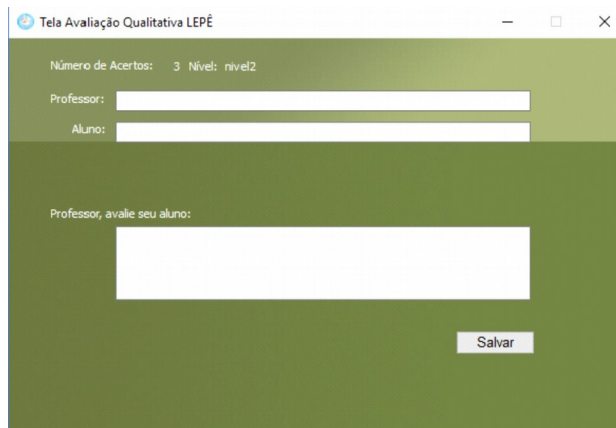 Tela Avaliação Qualitativa LEPÊ
Número de Acertos: 3 Nível: nivel2
Professor:
Aluno:
Professor, avalie seu aluno:
Salvar